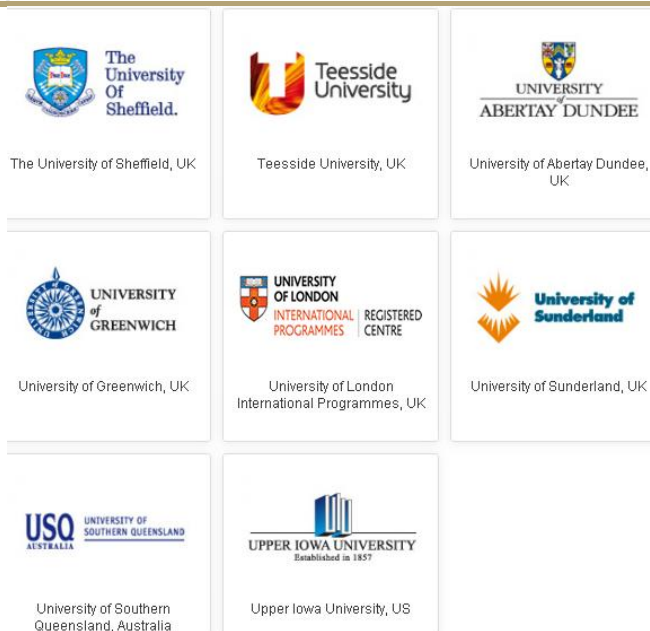 The
University
Of
Sheffield.
The University of Sheffield, UK
Teesside
University
Teesside University, UK
UNIVERSITY
of
ABERTAY DUNDEE
University of Abertay Dundee,
UK
UNIVERSITY
of
GREENWICH
University of Greenwich, UK
UNIVERSITY
OF LONDON
INTERNATIONAL
PROGRAMMES
REGISTERED
CENTRE
University of London
International Programmes, UK
University of
Sunderland
University of Sunderland, UK
USQ
AUSTRALIA
UNIVERSITY OF
SOUTHERN QUEENSLAND
University of Southern
Queensland, Australia
UPPER IOWA UNIVERSITY
Established in 1857
Upper Iowa University, US